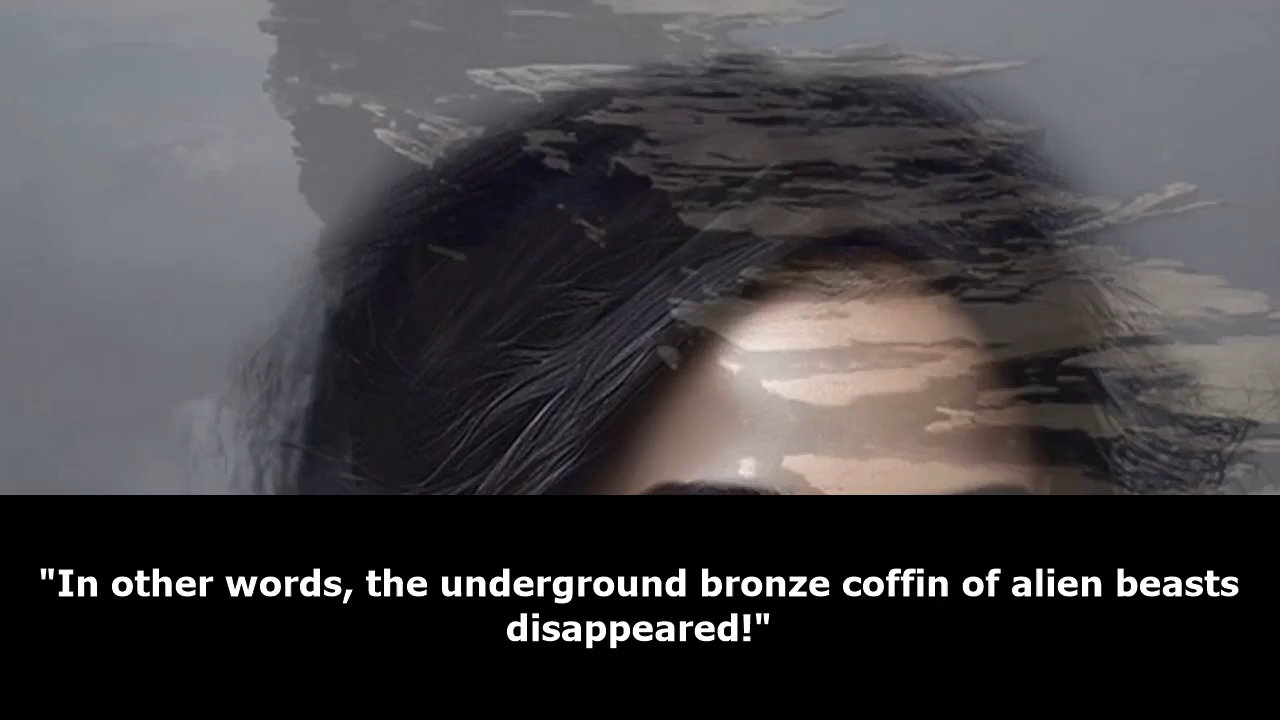 "In other words, the underground bronze coffin of alien beasts
disappeared!"